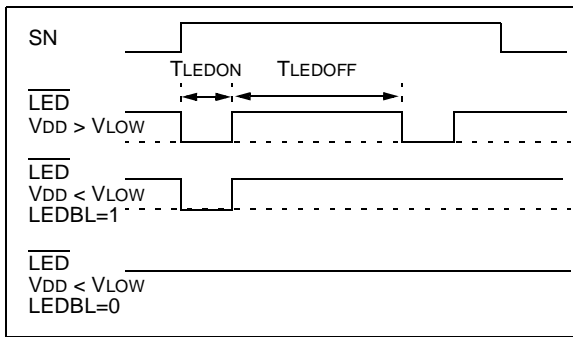 SN
TLEDON TLEDOFF
LED
VDD > VLOW
LED
VDD < VLOW
LEDBL=1
LED
VDD < VLOW
LEDBL=0